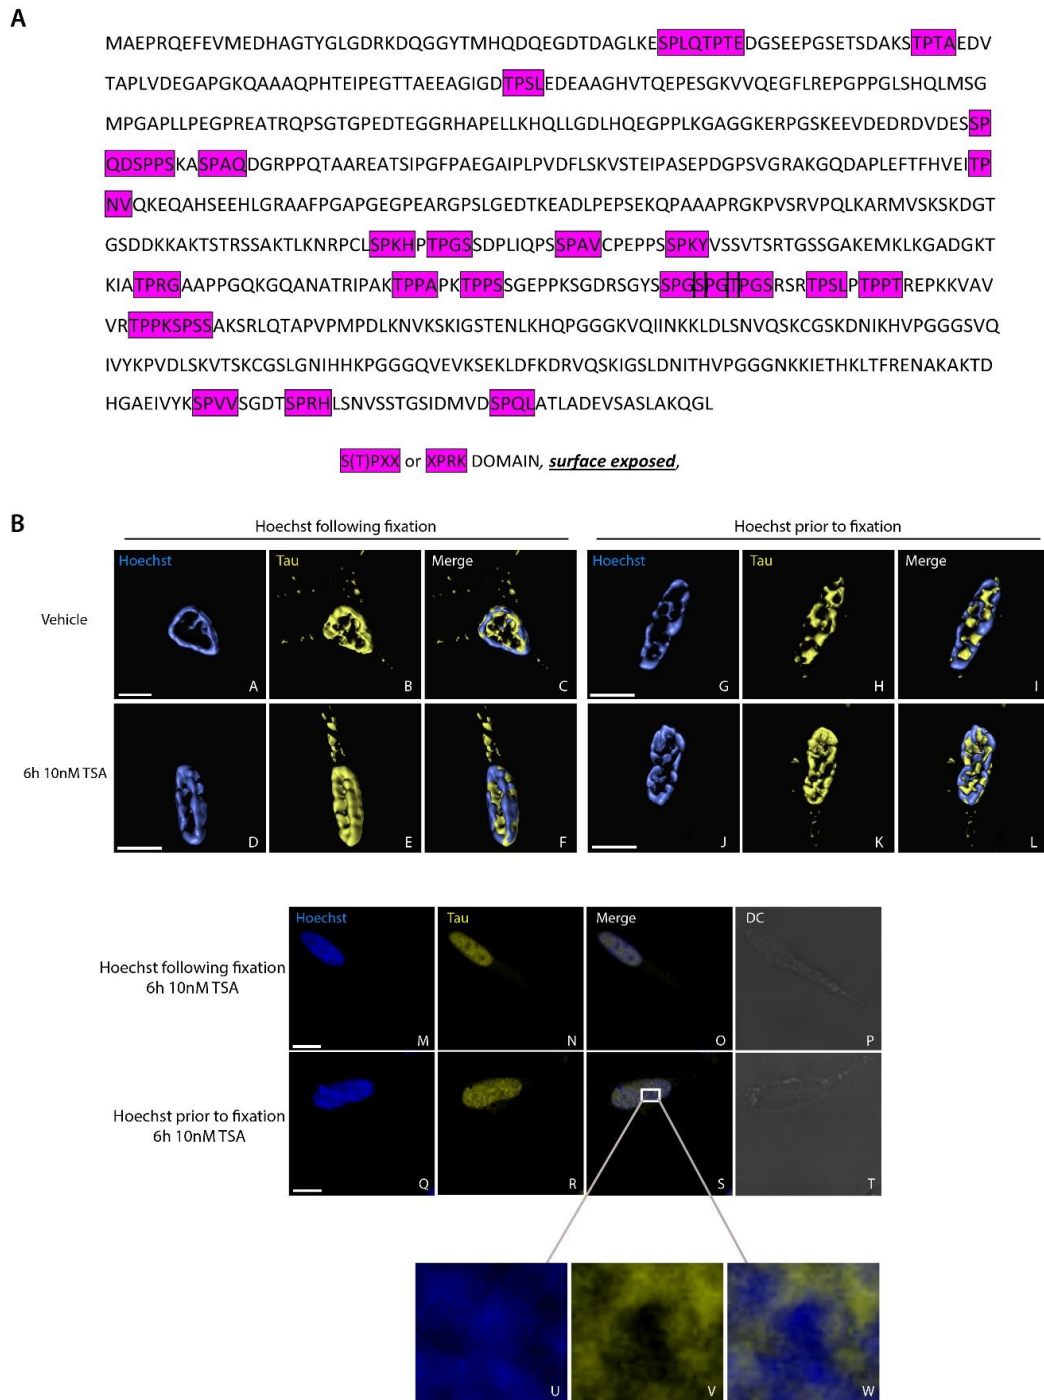 A
MAEPRQEFEVMEDHAGTYGLGDRKDQGGYTMHQDQEGDTDAGLKESPLQTPTEDGSEEPGSETSDAKSTPTAEDV
TAPLVDEGAPGKQAAAQPHTEIPEGTTAEEAGIGDTPSLEDEAAGHVTQEPESGKVVQEGFLREPGPPGLSHQLMSG
MPGAPLLPEGPREATRQPSGTGPEDTEGGRHAPELLKHQLLGDLHQEGPPLKGAGGKERPGSKEEVDEDRDVDESSP
QDSPPSKASPAQDGRPPQTAAREATSIPGFPAEGAIPLPVDFLSKVSTEIPASEPDGPSVGRAKGQDAPLEFTFHVEITP
NVQKEQAHSEEHLGRAAFPGAPGEGPEARGPSLGEDTKEADLPEPSEKQPAAAPRGKPVSRVPQLKARMVSKSKDGT
GSDDKKAKTSTRSSAKTLKNRPCLSPKHPTPGSSDPLIQPSSPAVCPEPPSSPKYVSSVTSRTGSSGAKEMKLKGADGKT
KIATPRGAAPPGQKGQANATRIPAKTPPAPKTPPSSGEPPKSGDRSGYSSPGSPGTPGSRSRTPSLPTPPTREPKKVAV
VRTPPKSPSSAKSRLQTAPVPMPDLKNVKSKIGSTENLKHQPGGGKVQIINKKLDLSNVQSKCGSKDNIKHVPGGGSVQ
IVYKPVDLSKVTSKCGSLGNIHHKPGGGQVEVKSEKLDFKDRVQSKIGSLDNITHVPGGGNKKIETHKLTFRENAKAKTD
HGAEIVYKSPVVSGDTSPRHLSNVSSTGSIDMVDSPQLATLADEVSASLAKQGL
S(T)PXX or XPRK DOMAIN, surface exposed,
B
Hoechst following fixation
Hoechst prior to fixation
Hoechst Tau Merge Hoechst Tau Merge
Vehicle
A B C G H I
6h 10nM TSA
D E F J K L
Hoechst Tau Merge DC
Hoechst following fixation
6h 10nM TSA
M N O P
Hoechst prior to fixation
6h 10nM TSA
Q R S T
U V W